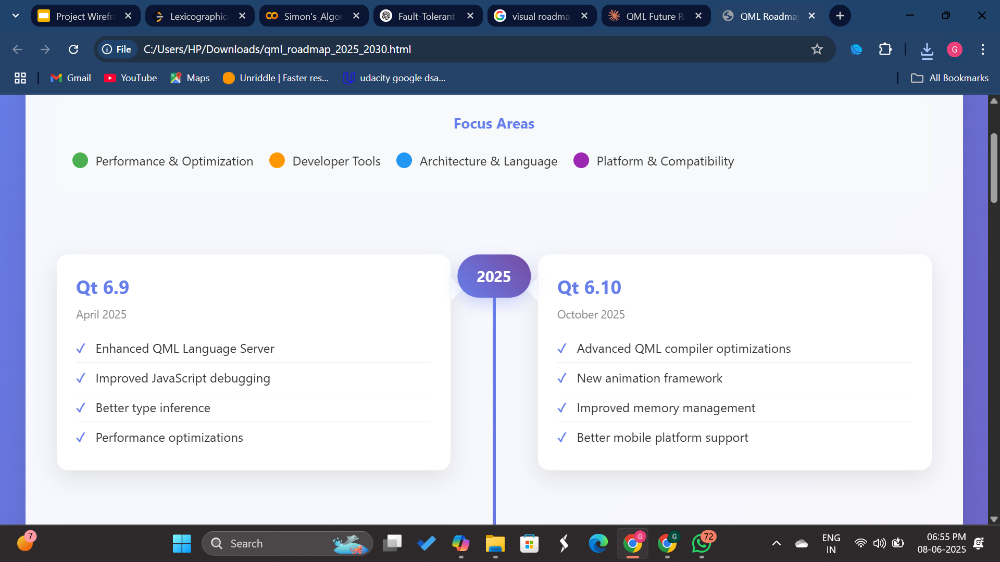 Project Wirefra
Lexicographica
Simon's_Algor
Fault-Tolerant
visual roadma
QML Future R
QML Roadma
File
C:/Users/HP/Downloads/qml_roadmap_2025_2030.html
G
Gmail
YouTube
Maps
Unriddle | Faster res...
udacity google dsa...
All Bookmarks
Focus Areas
Performance & Optimization
Developer Tools
Architecture & Language
Platform & Compatibility
2025
Qt 6.9
April 2025
✓ Enhanced QML Language Server
✓ Improved JavaScript debugging
✓ Better type inference
✓ Performance optimizations
Qt 6.10
October 2025
✓ Advanced QML compiler optimizations
✓ New animation framework
✓ Improved memory management
✓ Better mobile platform support
7
Search
G
G
72
ENG
IN
06:55 PM
08-06-2025